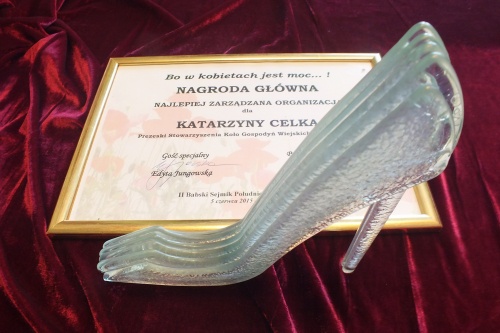 Bo w kobietach jest moc... !
NAGRODA GŁÓWNA
NAJLEPIEJ ZARZĄDZANA
dla
KATARZYNY CELKA
Prezeski Stowarzyszenia Koło Gospodyń Wiejskich
Gość specjalny
Edyta Jungowska
II Babski Sejmik
5 czerwca